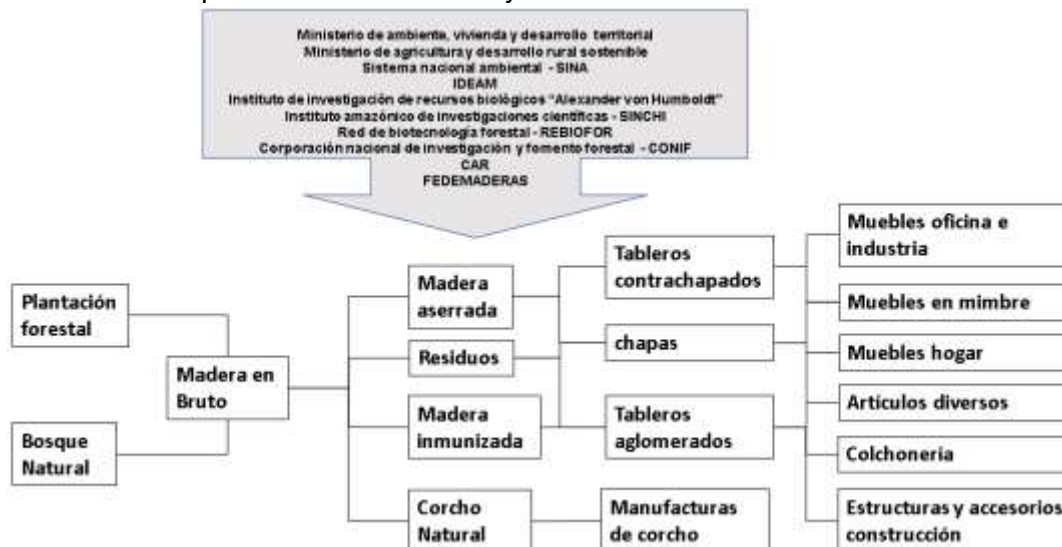 Ministerio de ambiente, vivienda y desarrollo territorial
Ministerio de agricultura y desarrollo rural sostenible
Sistema nacional ambiental - SINA
IDEAM
Instituto de investigación de recursos biológicos "Alexander von Humboldt"
Instituto amazónico de investigaciones científicas - SINCHI
Red de biotecnología forestal - REBIOFOR
Corporación nacional de investigación y fomento forestal - CONIF
CAR
FEDEMADERAS
Plantación
forestal
Bosque
Natural
Madera en
Bruto
Madera
aserrada
Residuos
Madera
inmunizada
Corcho
Natural
Tableros
contrachapados
chapas
Tableros
aglomerados
Manufacturas
de corcho
Muebles oficina e
industria
Muebles en mimbre
Muebles hogar
Artículos diversos
Colchonería
Estructuras y accesorios
construcción